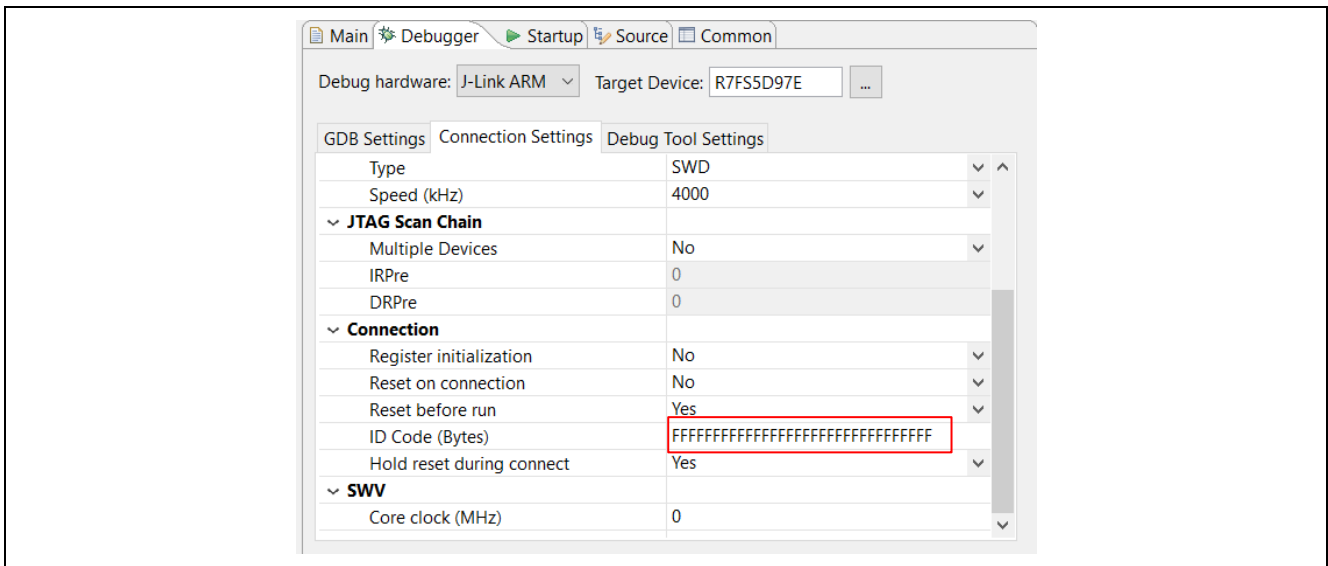 Main Debugger Startup Source Common
Debug hardware: J-Link ARM Target Device: R7FS5D97E ...
GDB Settings Connection Settings Debug Tool Settings
Type SWD
Speed (kHz) 4000
JTAG Scan Chain
Multiple Devices No
IRPre 0
DRPre 0
Connection
Register initialization No
Reset on connection No
Reset before run Yes
ID Code (Bytes) FFFFFFFFFFFFFFFFFFFFFFFFFFFFFFFF
Hold reset during connect Yes
SWV
Core clock (MHz) 0